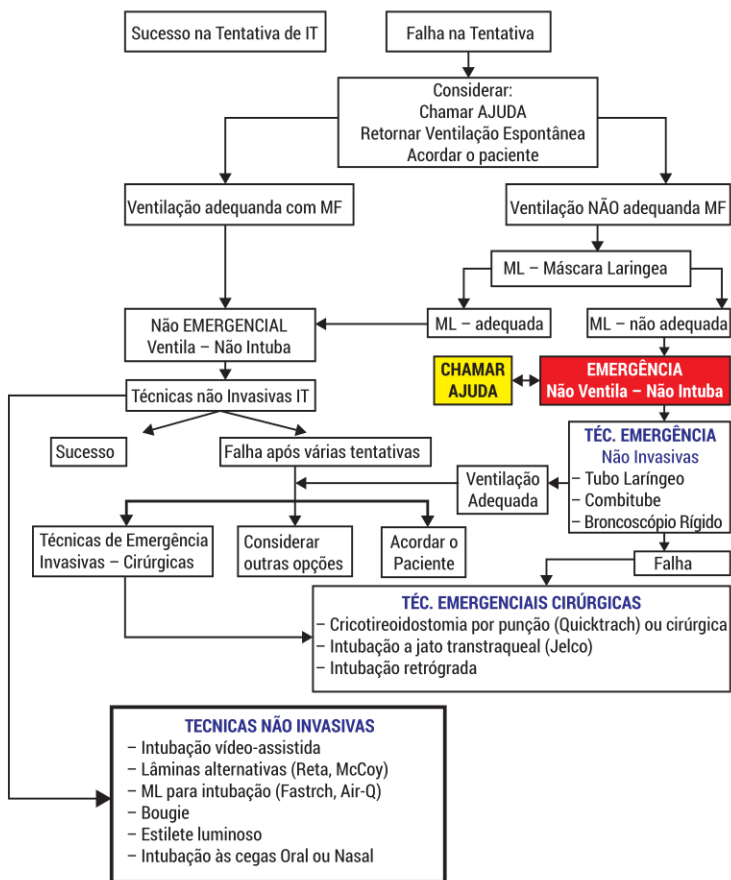 Sucesso na Tentativa de IT
Falha na Tentativa
Considerar:
Chamar AJUDA
Retornar Ventilação Espontânea
Acordar o paciente
Ventilação adequanda com MF
Ventilação NÃO adequanda MF
ML – Máscara Laringea
ML – adequada
ML – não adequada
Não EMERGENCIAL
Ventila – Não Intuba
CHAMAR
AJUDA
EMERGÊNCIA
Não Ventila – Não Intuba
Técnicas não Invasivas IT
Sucesso
Falha após várias tentativas
TÉC. EMERGÊNCIA
Não Invasivas
– Tubo Laríngeo
– Combitube
– Broncoscópio Rígido
Ventilação
Adequada
Técnicas de Emergência
Invasivas – Cirúrgicas
Considerar
outras opções
Acordar o
Paciente
Falha
TÉC. EMERGENCIAIS CIRÚRGICAS
– Cricotireoidostomia por punção (Quicktrach) ou cirúrgica
– Intubação a jato transtraqueal (Jelco)
– Intubação retrógrada
TECNICAS NÃO INVASIVAS
– Intubação vídeo-assistida
– Lâminas alternativas (Reta, McCoy)
– ML para intubação (Fastrch, Air-Q)
– Bougie
– Estilete luminoso
– Intubação às cegas Oral ou Nasal